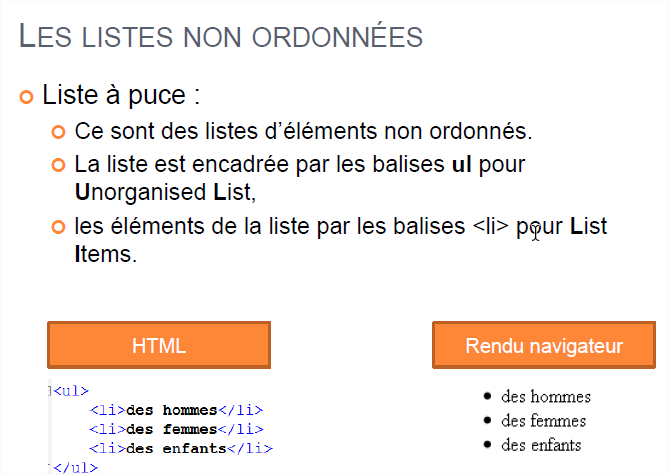 LES LISTES NON ORDONNÉES
Liste à puce :
Ce sont des listes d'éléments non ordonnés.
La liste est encadrée par les balises ul pour
Unorganised List,
les éléments de la liste par les balises <li> pour List
Items.
HTML
<ul>
<li>des hommes</li>
<li>des femmes</li>
<li>des enfants</li>
</ul>
Rendu navigateur
des hommes
des femmes
des enfants